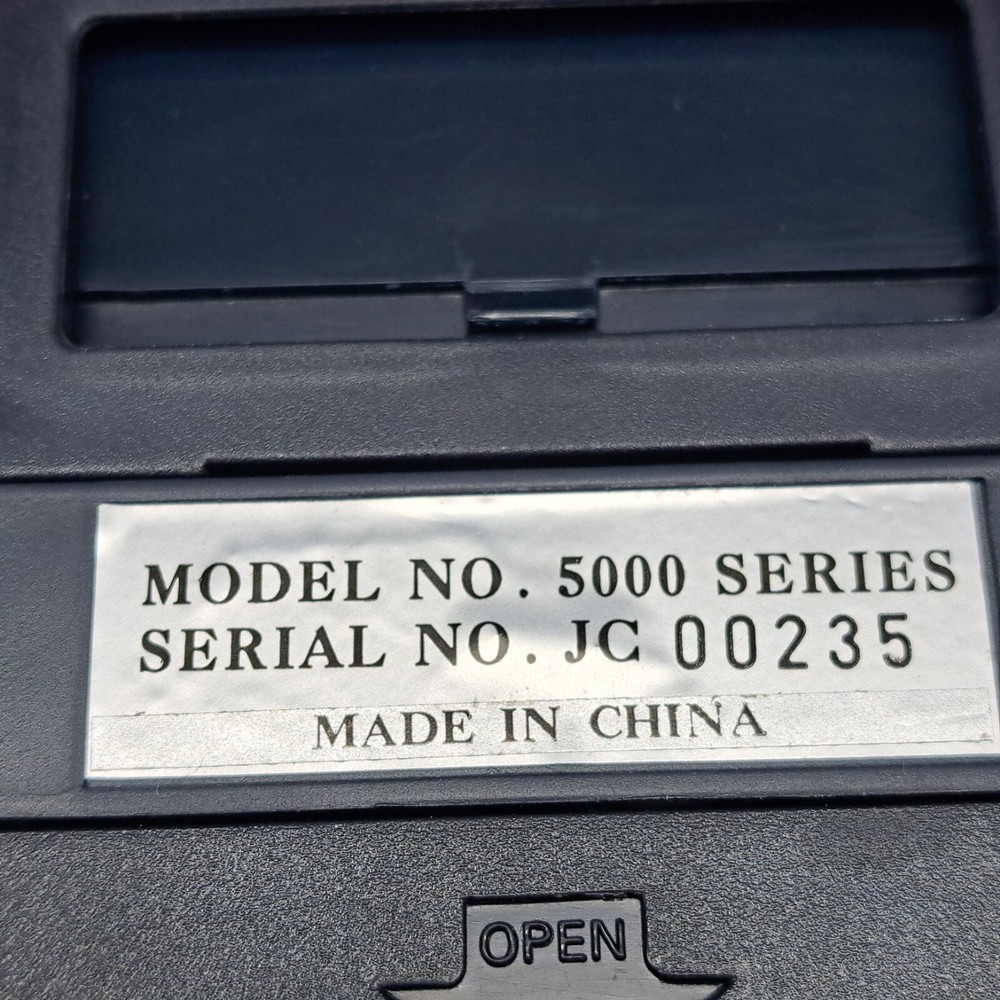 MODEL NO. 5000 SERIES
SERIAL NO. JC 00235
MADE IN CHINA
OPEN